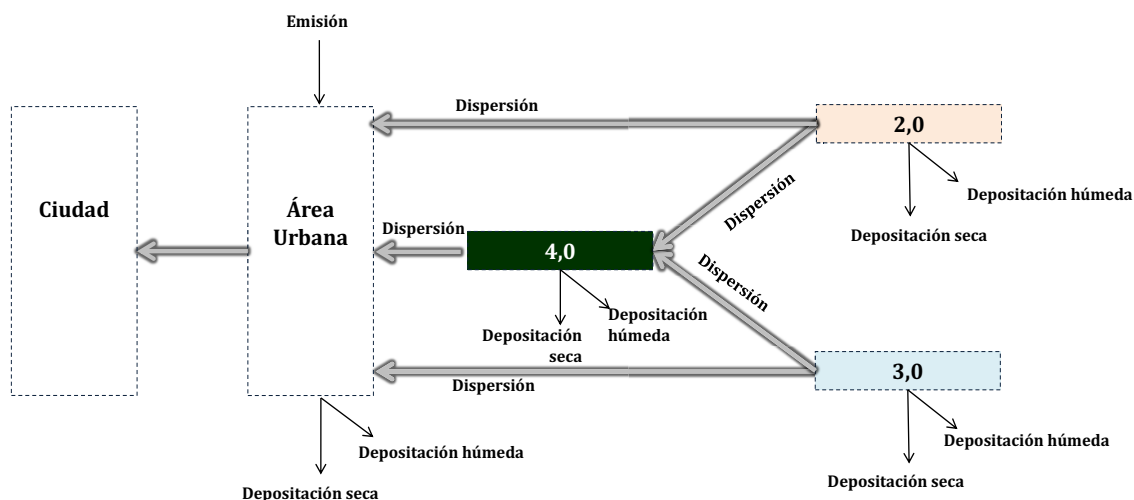 Emisión
Dispersión
2,0
Depositación húmeda
Depositación seca
Ciudad
Área
Urbana
Dispersión
Dispersión
4,0
Dispersión
Depositación
húmeda
Depositación
seca
Dispersión
3,0
Depositación húmeda
Depositación seca
Depositación húmeda
Depositación seca